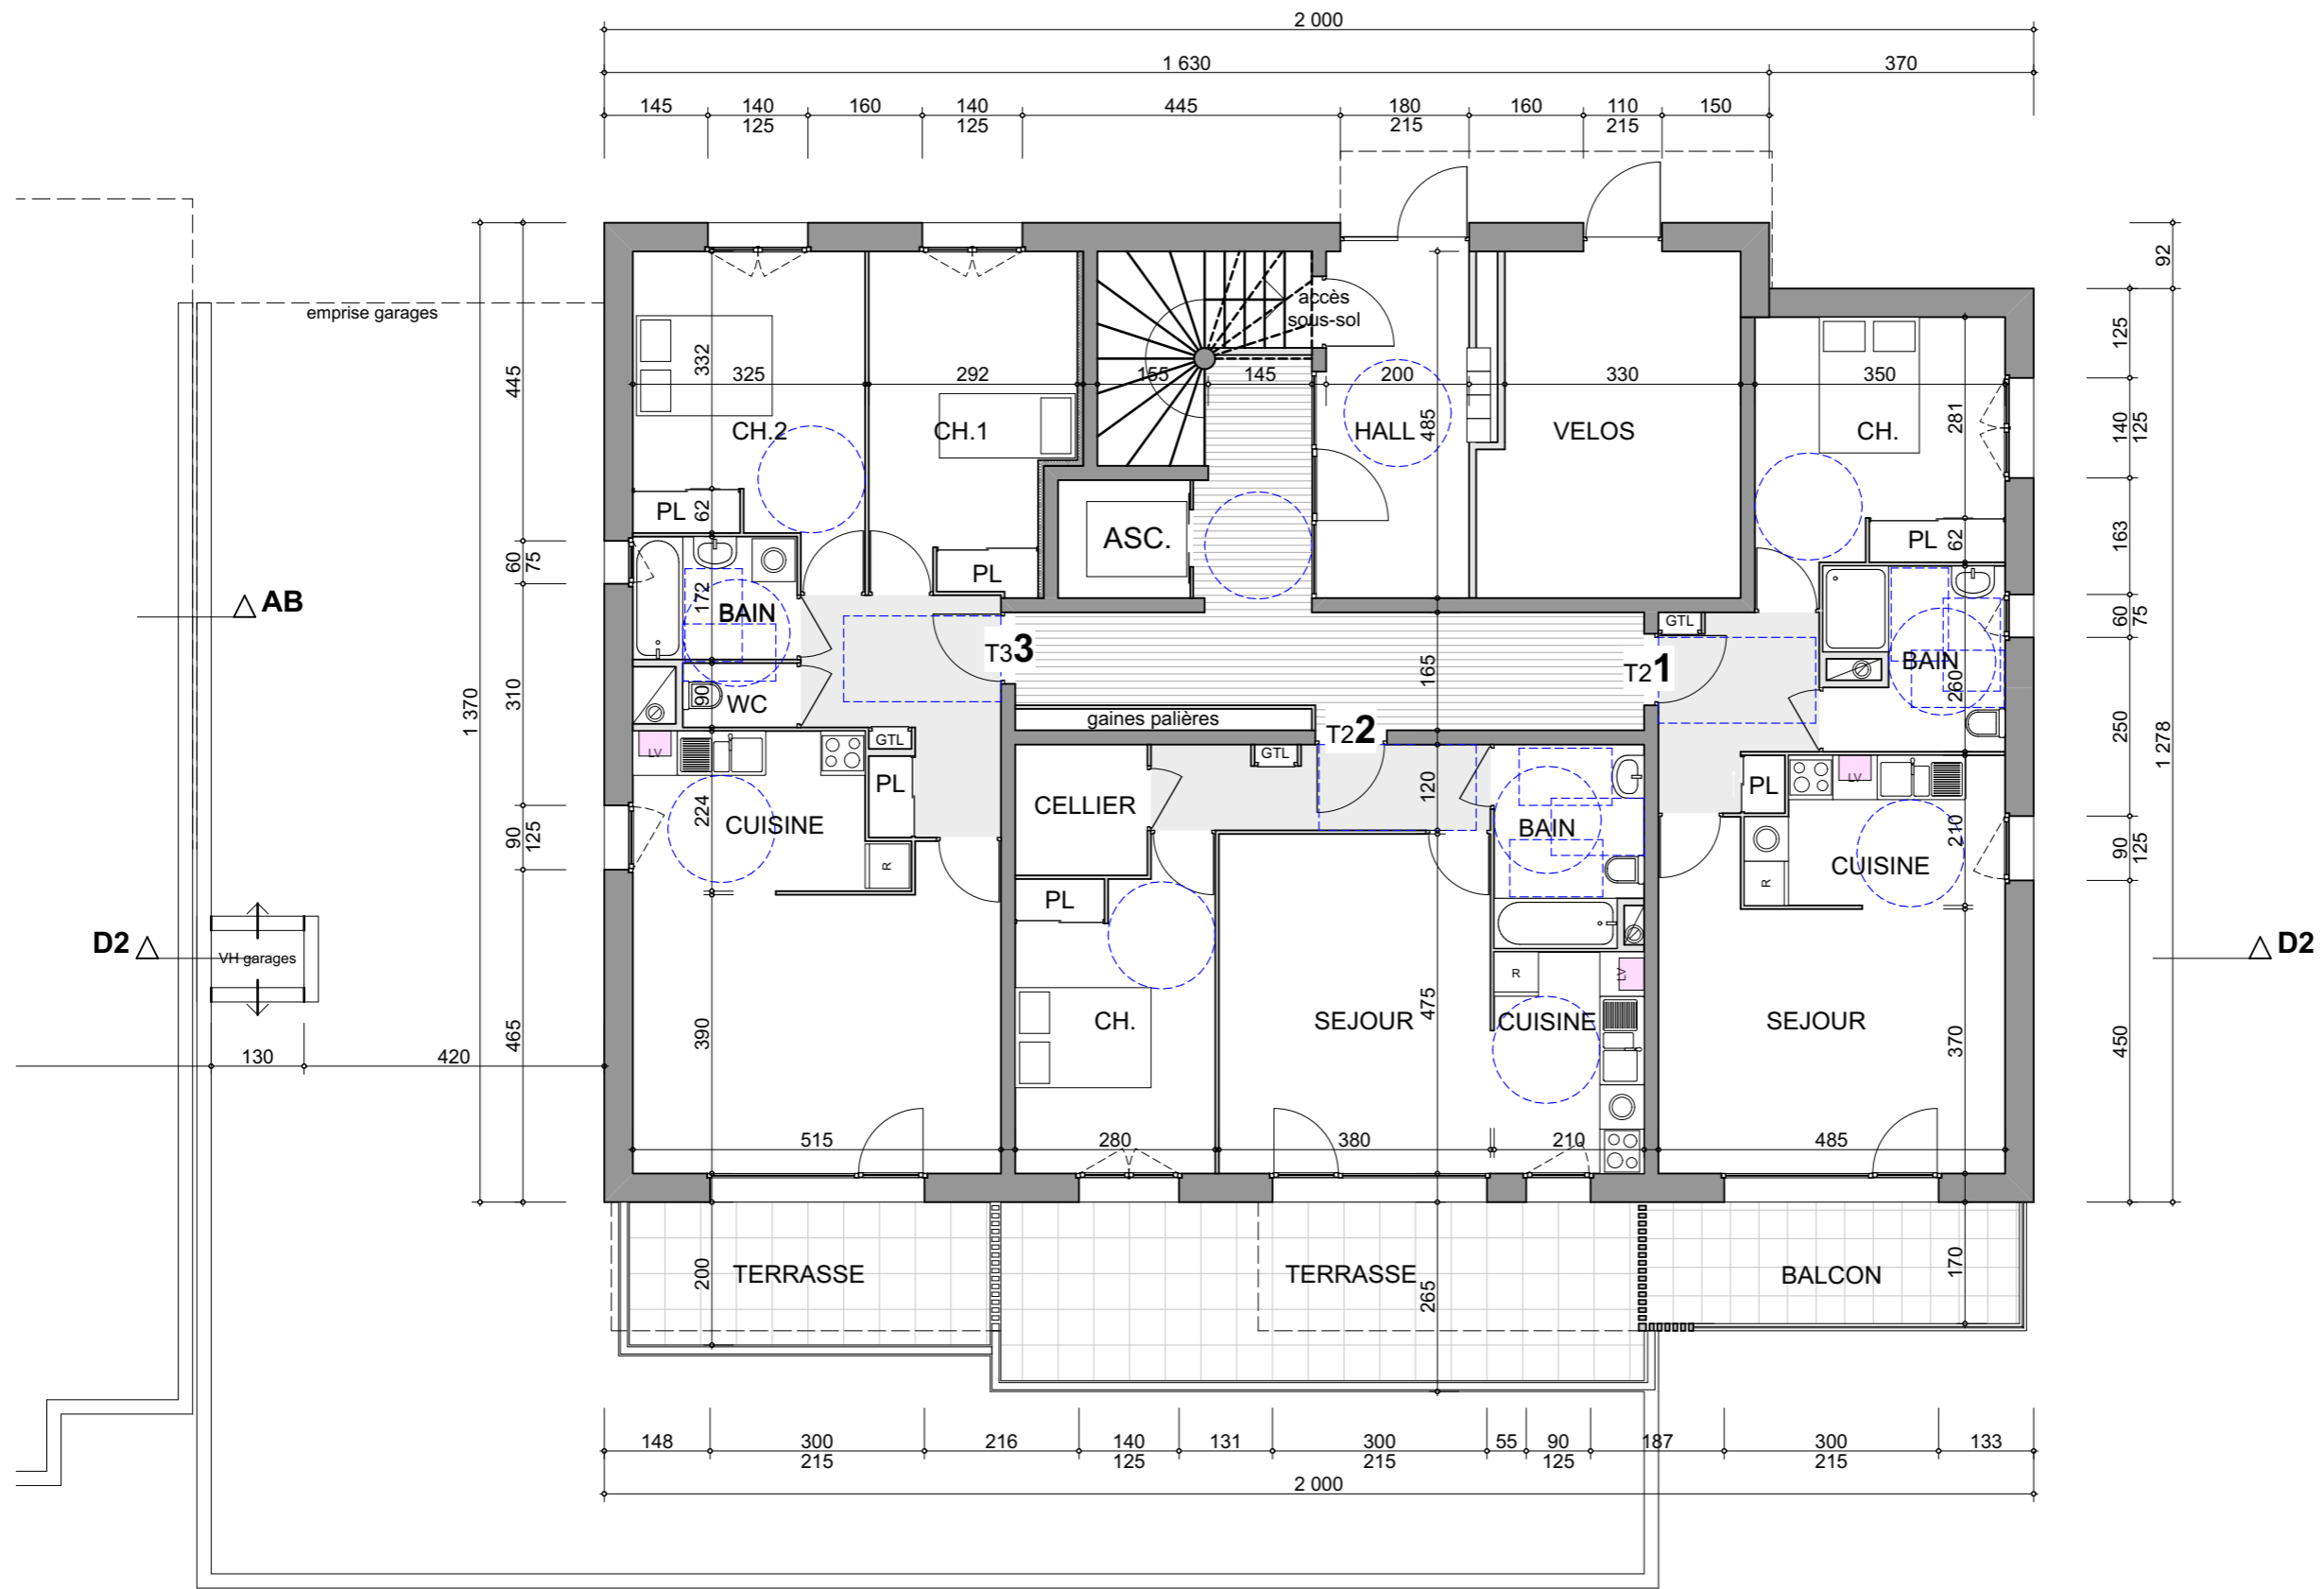 2 000
1 630 370
145 140 160 140 445 180 160 110 150
125 125 215 215
emprise garages
accès
sous-sol
92
125
445
332
325 292 155 145 200 330 350
485
281
140
125
CH.2 CH.1 HALL VELOS CH.
PL 62
ASC.
163
62 PL
60
75
172
BAIN
PL
GTL
60
75
AB
T3 3
165
T2 1
BAIN
260
1 370
310
90 WC
gaines palières
T2 2
250
1 278
LV
GTL
GTL
PL
CELLIER
120
PL
LV
224
CUISINE
BAIN
210
90
125
90
125
R
CUISINE
R
PL
D2
VH garages
R
LV
D2
390
CH.
SEJOUR
475
CUISINE
SEJOUR
370
465
450
130 420
515 280 380 210 485
200
TERRASSE
TERRASSE
265
BALCON
170
148 300 216 140 131 300 55 90 187 300 133
215 125 215 125 215
2 000